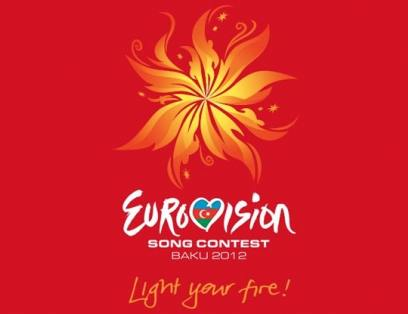 EUROVISION
SONG CONTEST
BAKU 2012
Light your fire!